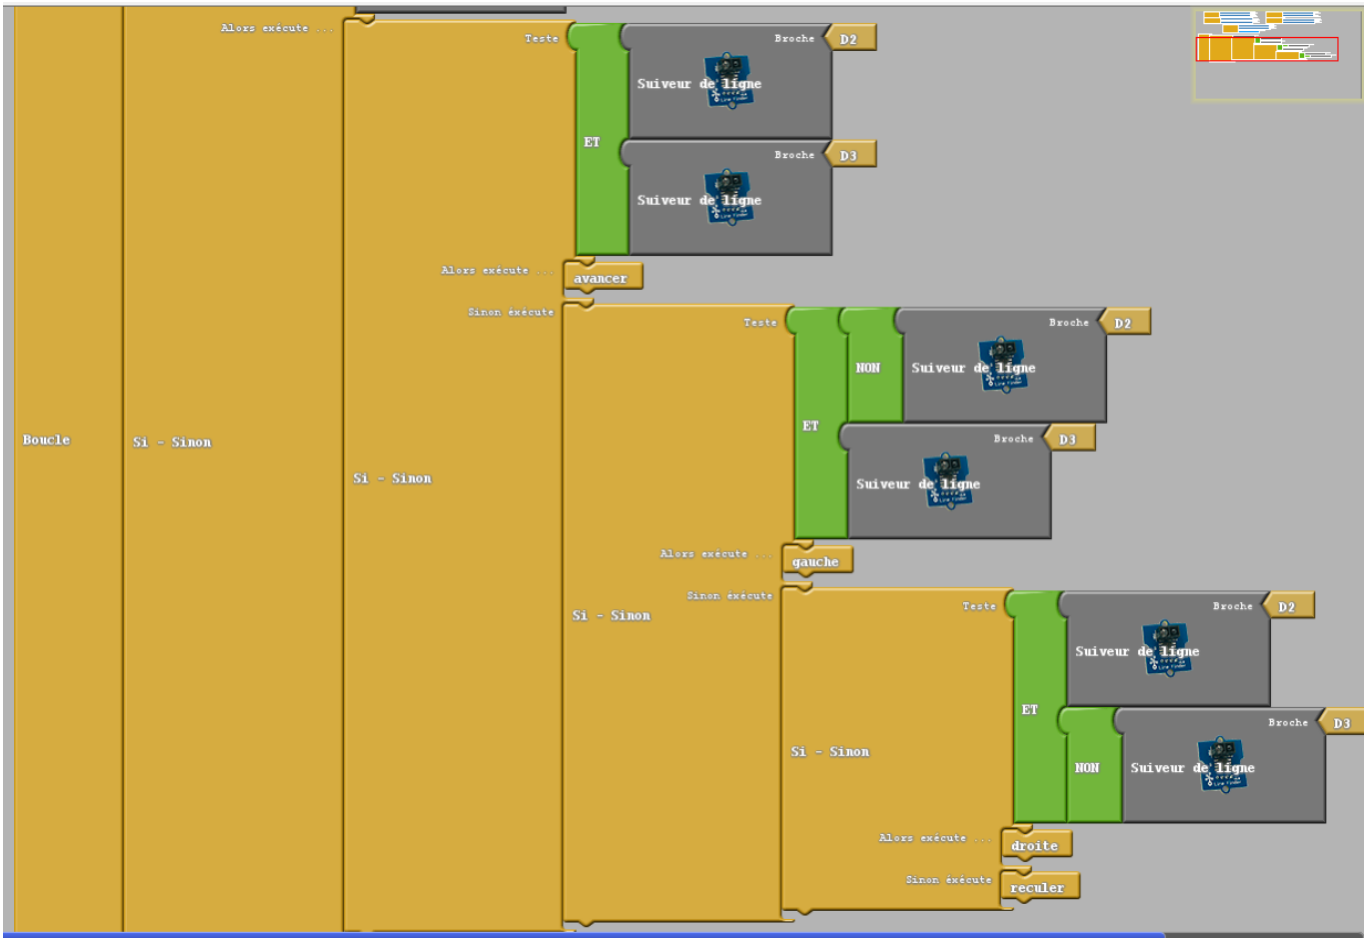 Alors exécute ...
Teste
ET
Broche D2
Suiveur de ligne
Broche D3
Suiveur de ligne
Alors exécute ...
avancer
Sinon éxécute
Teste
ET
NON
Broche D2
Suiveur de ligne
Broche D3
Suiveur de ligne
Boucle
Si - Sinon
Si - Sinon
Alors exécute ...
gauche
Sinon éxécute
Si - Sinon
Teste
ET
Broche D2
Suiveur de ligne
NON
Broche D3
Suiveur de ligne
Si - Sinon
Alors exécute ...
droite
Sinon éxécute
reculer